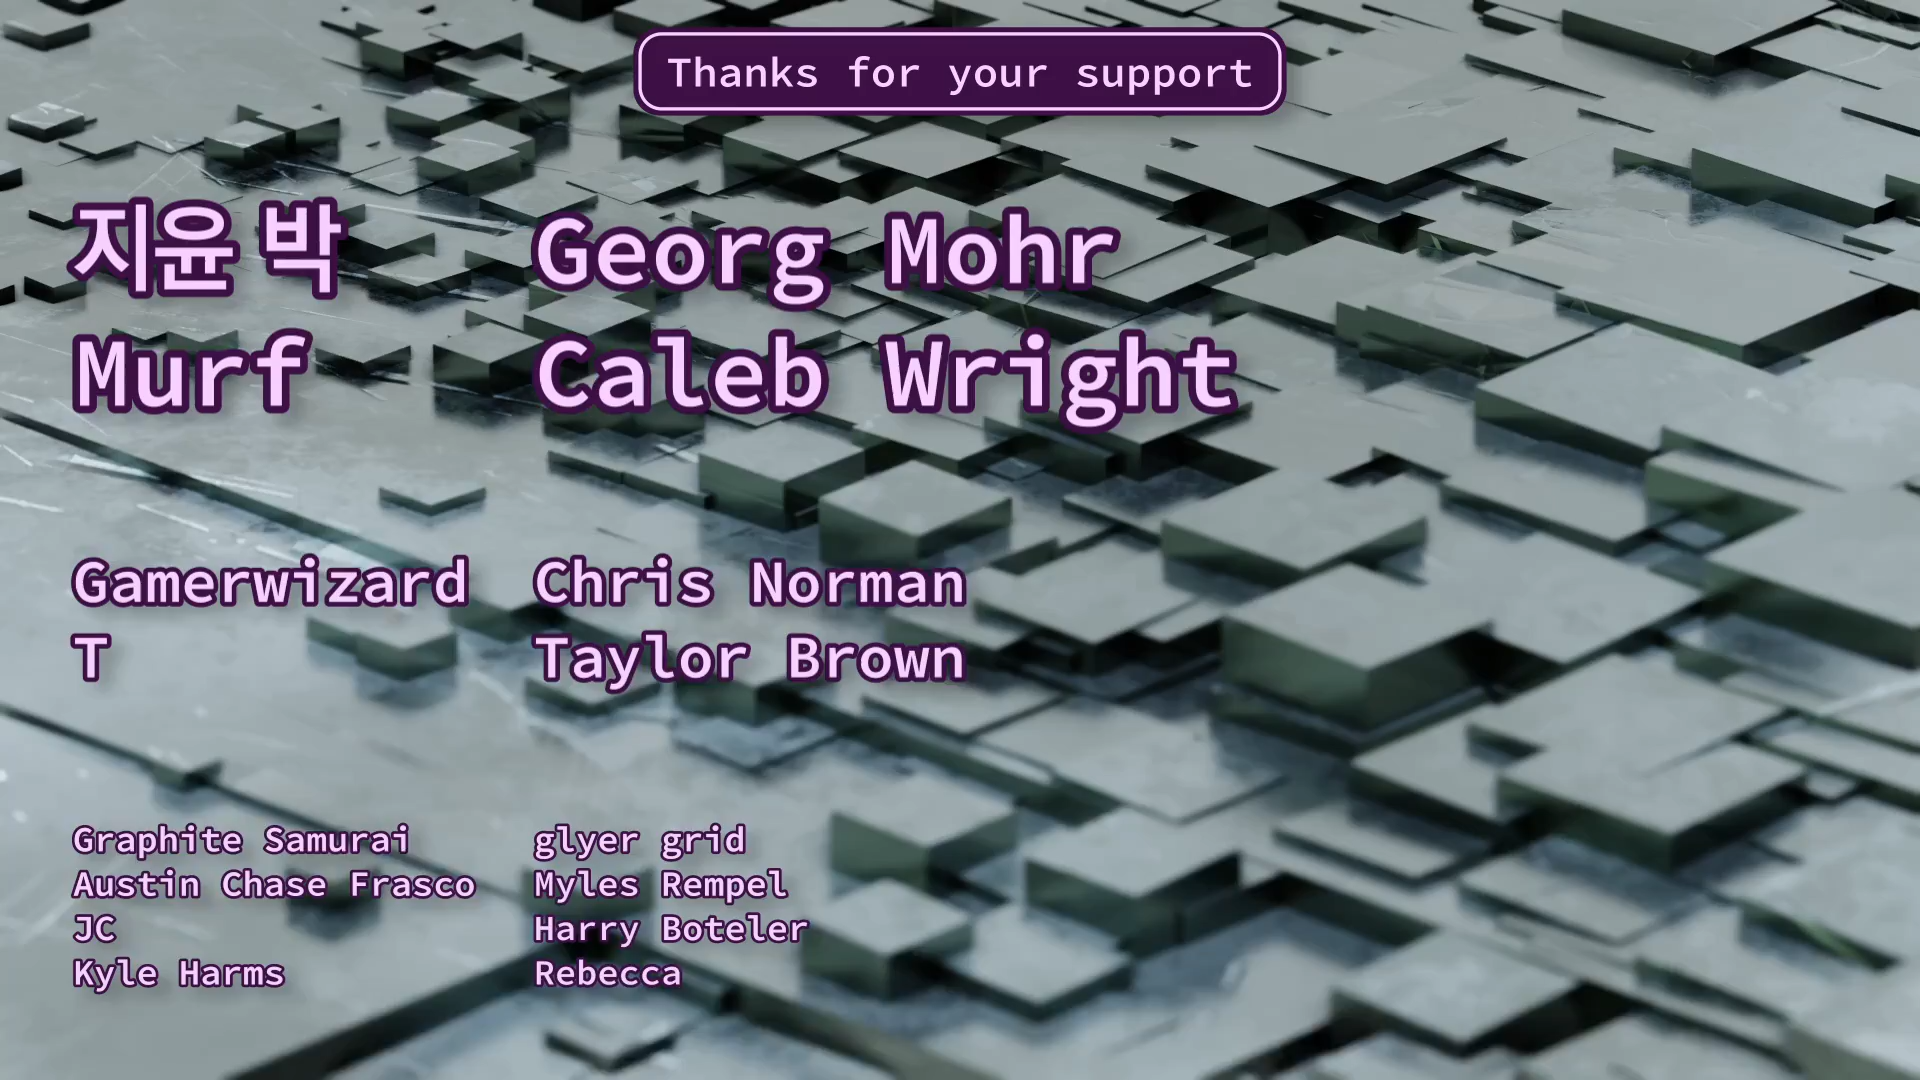 Thanks for your support
지윤 박
Georg Mohr
Murf
Caleb Wright
Gamerwizard
Chris Norman
T
Taylor Brown
Graphite Samurai
glyer grid
Austin Chase Frasco
Myles Rempel
JC
Harry Boteler
Kyle Harms
Rebecca